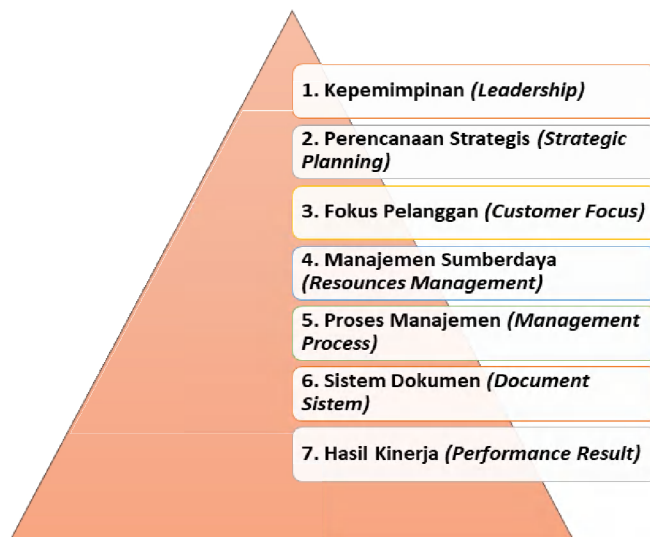 1. Kepemimpinan (Leadership)
2. Perencanaan Strategis (Strategic
Planning)
3. Fokus Pelanggan (Customer Focus)
4. Manajemen Sumberdaya
(Resounces Management)
5. Proses Manajemen (Management
Process)
6. Sistem Dokumen (Document
Sistem)
7. Hasil Kinerja (Performance Result)